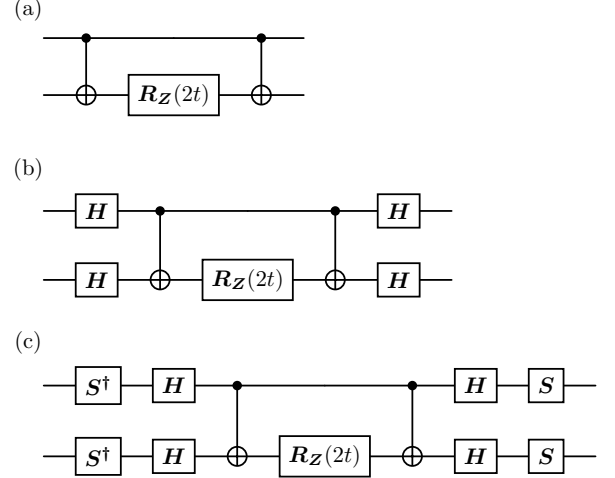 (a)
R_Z(2t)
(b)
H H
H R_Z(2t) H
(c)
S† H H S
S† H R_Z(2t) H S